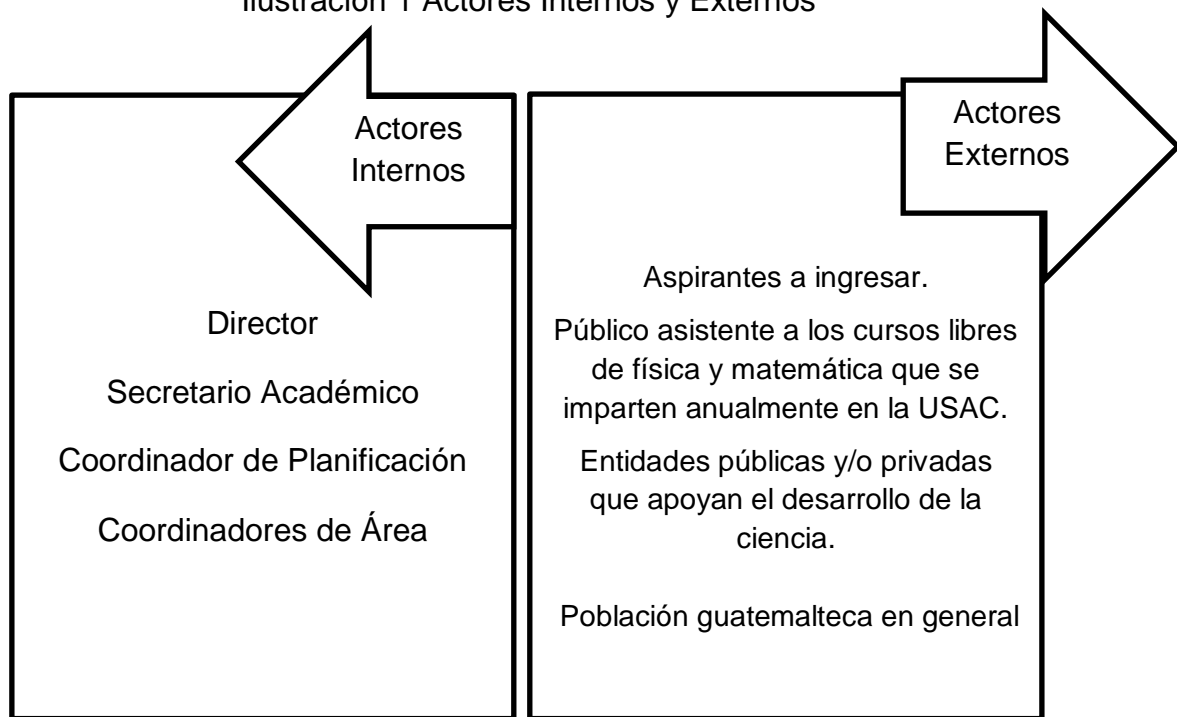 Ilustración 1 Actores Internos y Externos
Actores
Internos
Director
Secretario Académico
Coordinador de Planificación
Coordinadores de Área
Actores
Externos
Aspirantes a ingresar.
Público asistente a los cursos libres
de física y matemática que se
imparten anualmente en la USAC.
Entidades públicas y/o privadas
que apoyan el desarrollo de la
ciencia.
Población guatemalteca en general